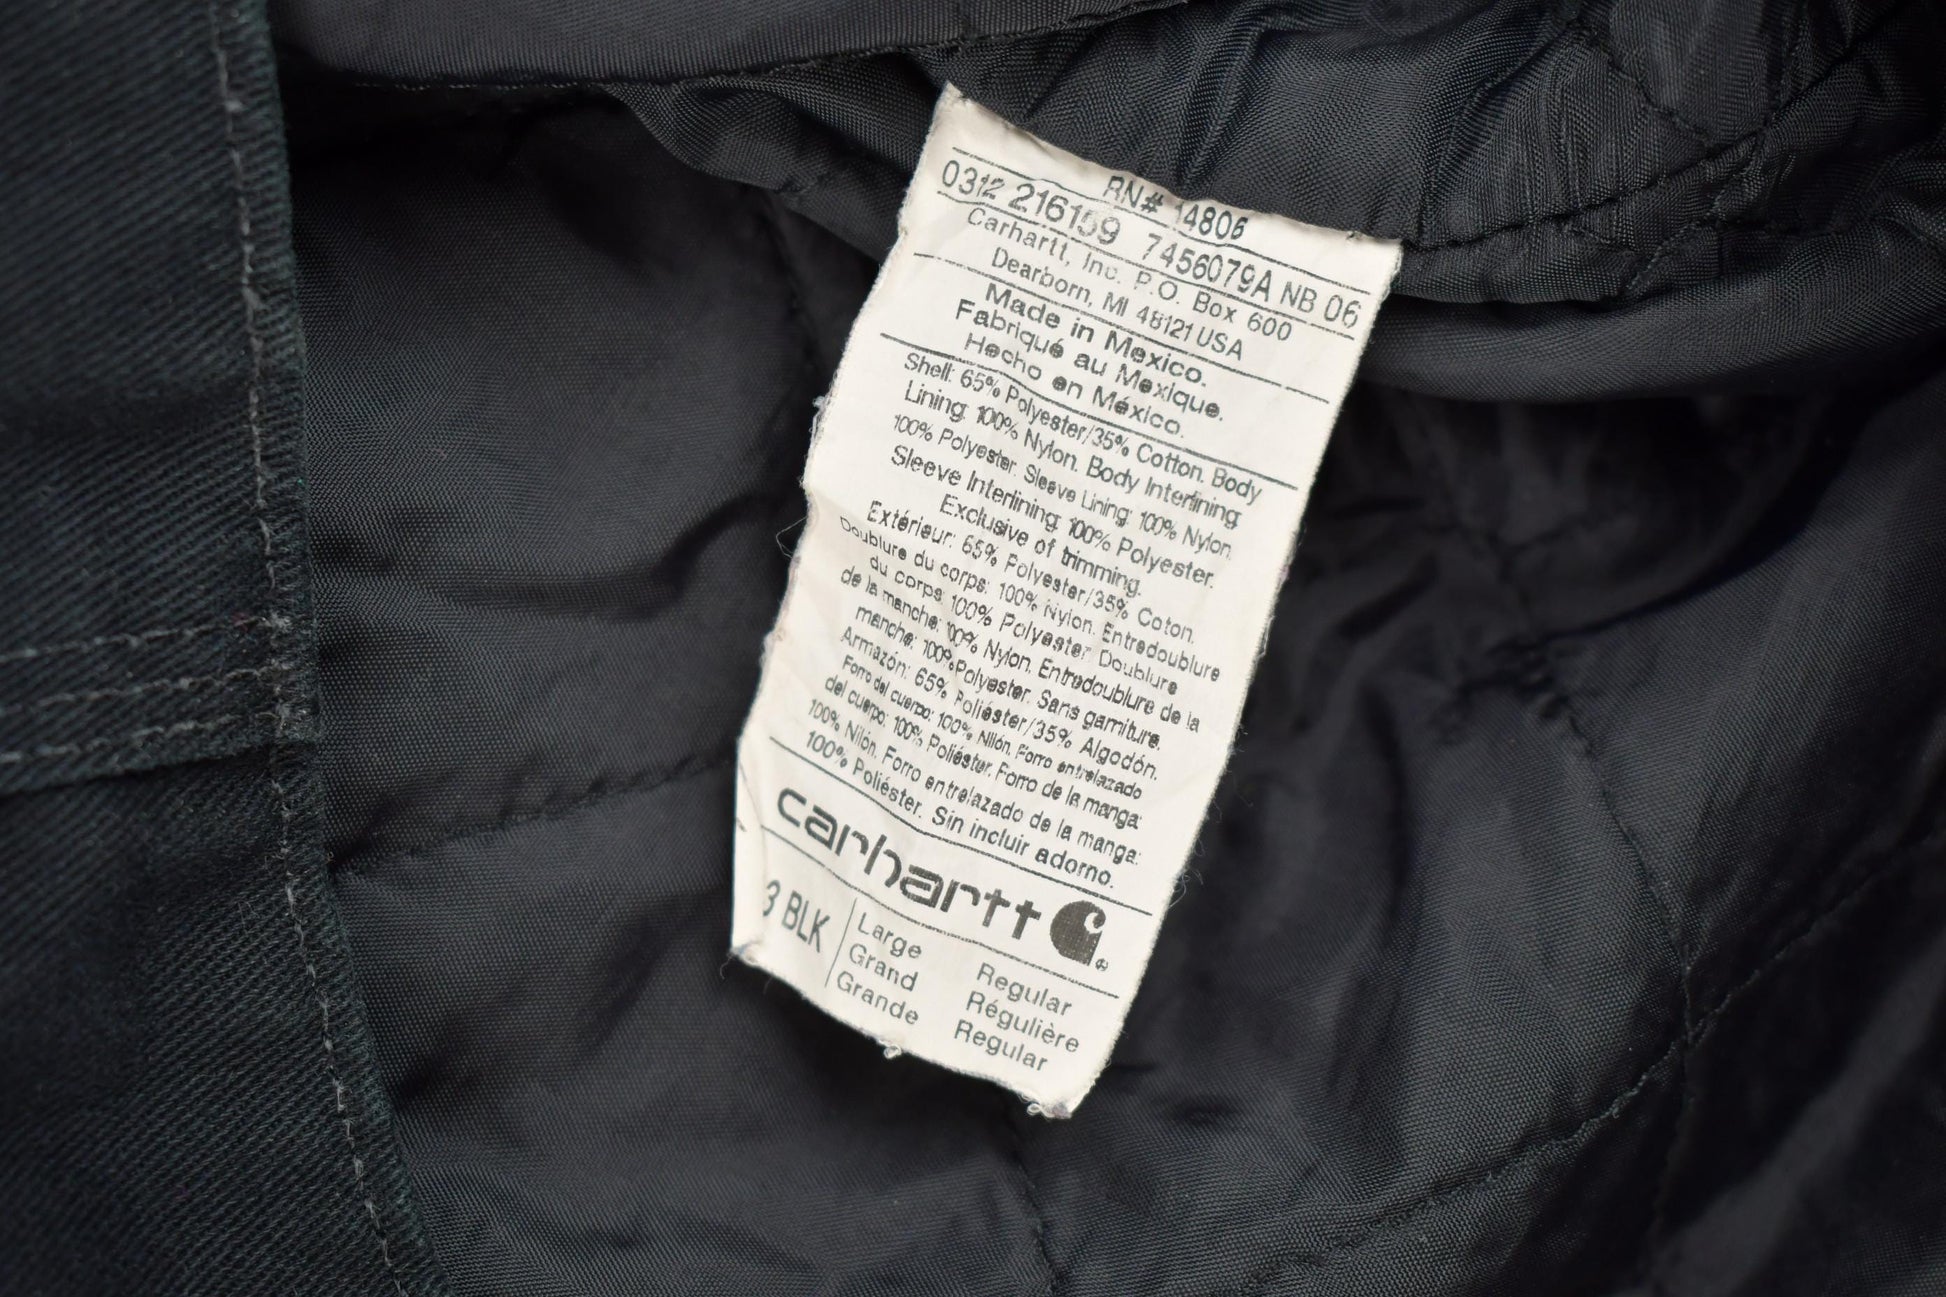 RN# 14806
0312 216159 7456079A NB 06
Carhartt, Inc. P.O. Box 600
Dearborn, MI 48121 USA
Made in Mexico.
Fabriqué au Mexique.
Hecho en México.
Shell: 65% Polyester/35% Cotton. Body
Lining: 100% Nylon. Body Interlining:
100% Polyester. Sleeve Lining: 100% Nylon.
Sleeve Interlining: 100% Polyester.
Exclusive of trimming.
Extérieur: 65% Polyester/35% Coton.
Doublure du corps: 100% Nylon. Entredoublure
du corps: 100% Polyester. Doublure
de la manche: 100% Nylon. Entredoublure de la
manche: 100% Polyester. Sans garniture.
Armazón: 65% Poliéster/35% Algodón.
Forro del cuerpo: 100% Nilón. Forro entrelazado
del cuerpo: 100% Poliéster. Forro de la manga:
100% Nilón. Forro entrelazado de la manga:
100% Poliéster. Sin incluir adorno.
carhartt
3 BLK
Large Regular
Grand Régulière
Grande Regular